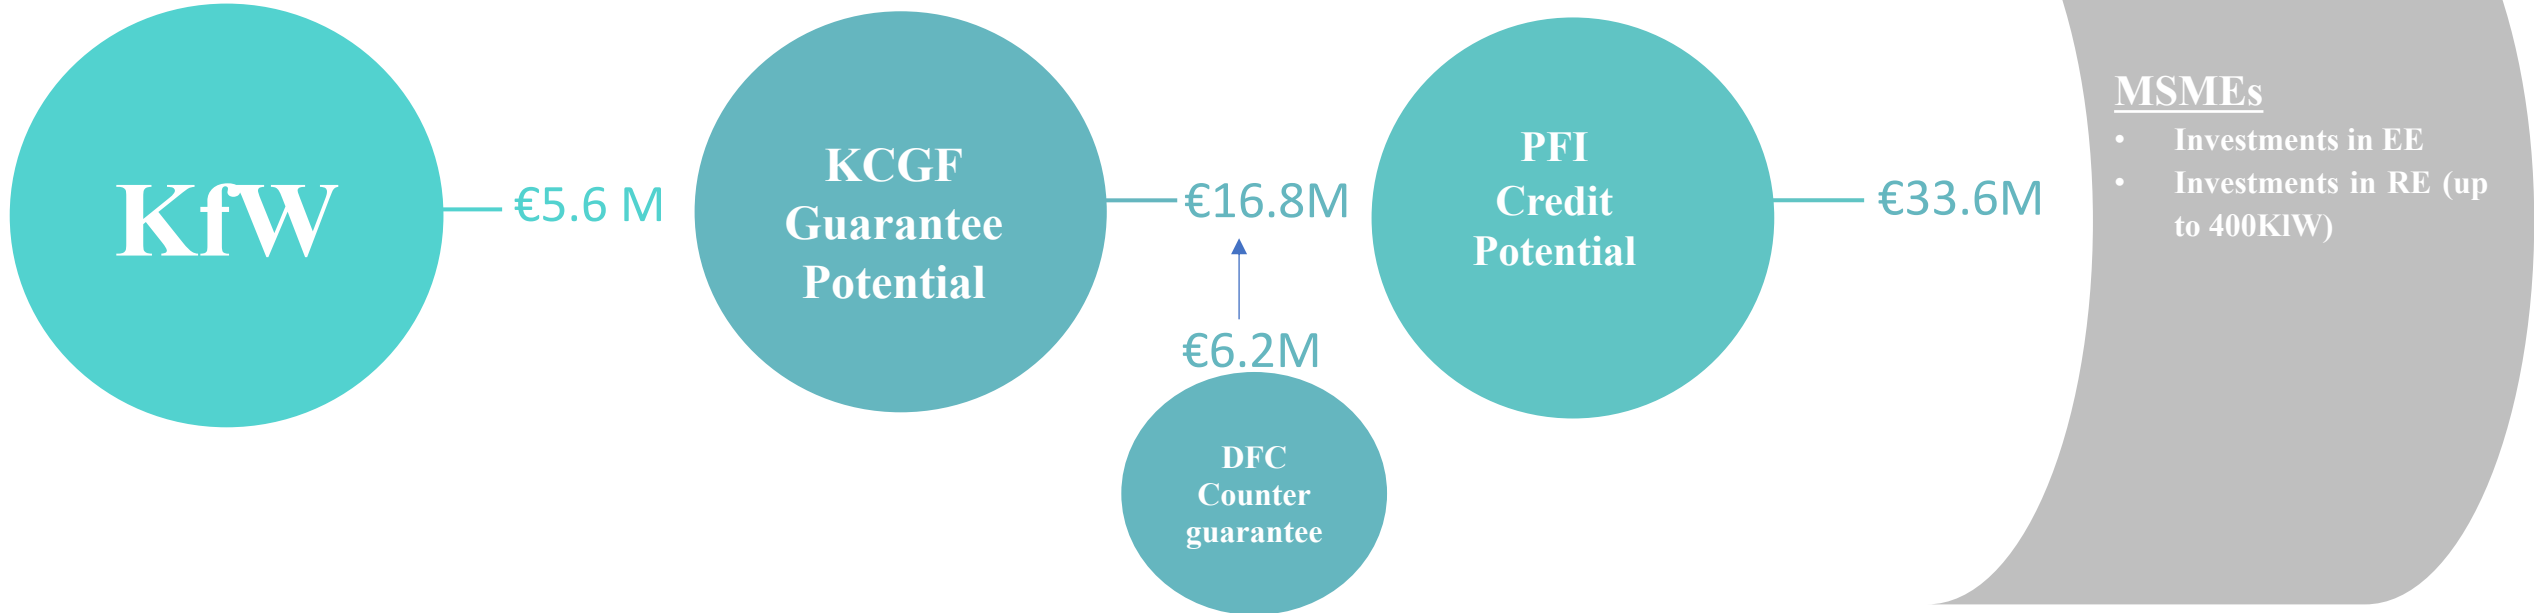 KfW
€5.6 M
KCGF
Guarantee
Potential
€16.8M
€6.2M
DFC
Counter
guarantee
PFI
Credit
Potential
€33.6M
MSMEs
• Investments in EE
• Investments in RE (up
to 400KlW)